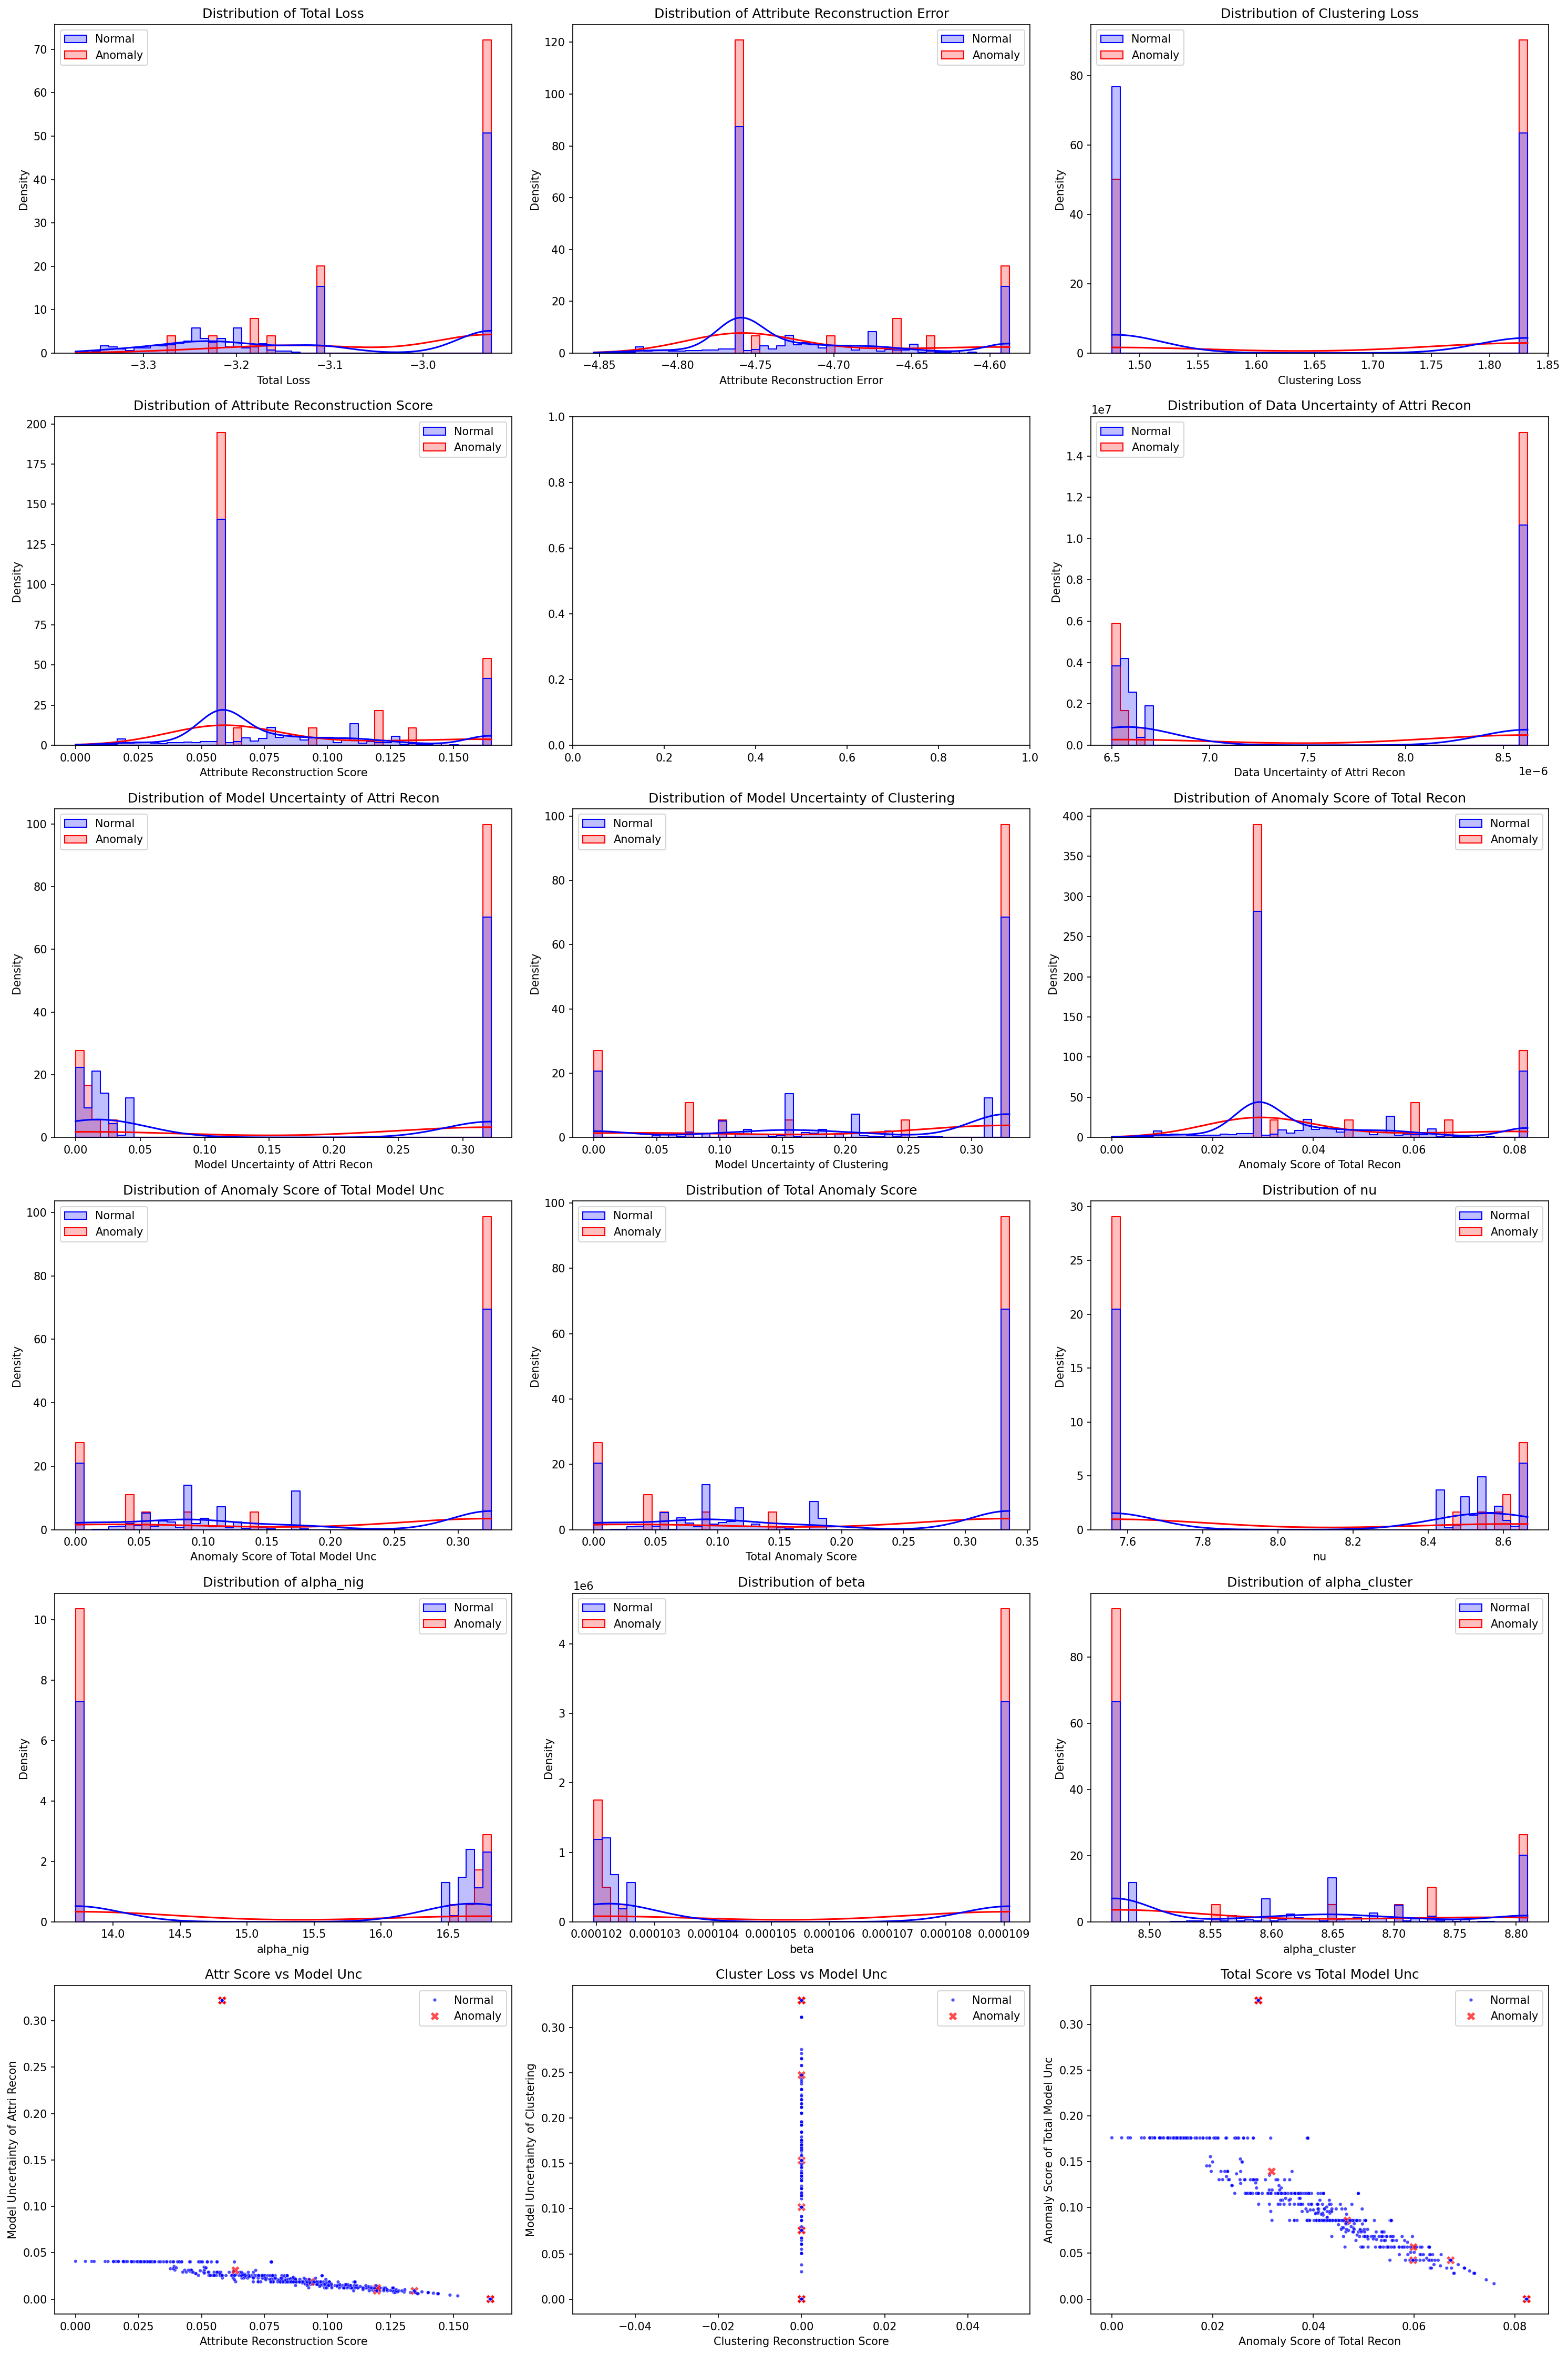 Distribution of Total Loss
Normal
Anomaly
Density
70
60
50
40
30
20
10
0
−3.3 −3.2 −3.1 −3.0
Total Loss
Distribution of Attribute Reconstruction Error
Normal
Anomaly
Density
120
100
80
60
40
20
0
−4.85 −4.80 −4.75 −4.70 −4.65 −4.60
Attribute Reconstruction Error
Distribution of Clustering Loss
Normal
Anomaly
Density
80
60
40
20
0
1.50 1.55 1.60 1.65 1.70 1.75 1.80 1.85
Clustering Loss
Distribution of Attribute Reconstruction Score
Normal
Anomaly
Density
200
175
150
125
100
75
50
25
0
0.000 0.025 0.050 0.075 0.100 0.125 0.150
Attribute Reconstruction Score
1.0
0.8
0.6
0.4
0.2
0.0
0.0 0.2 0.4 0.6 0.8 1.0
1e7
Distribution of Data Uncertainty of Attri Recon
Normal
Anomaly
Density
1.4
1.2
1.0
0.8
0.6
0.4
0.2
0.0
6.5 7.0 7.5 8.0 8.5
1e−6
Data Uncertainty of Attri Recon
Distribution of Model Uncertainty of Attri Recon
Normal
Anomaly
Density
100
80
60
40
20
0
0.00 0.05 0.10 0.15 0.20 0.25 0.30
Model Uncertainty of Attri Recon
Distribution of Model Uncertainty of Clustering
Normal
Anomaly
Density
100
80
60
40
20
0
0.00 0.05 0.10 0.15 0.20 0.25 0.30
Model Uncertainty of Clustering
Distribution of Anomaly Score of Total Recon
Normal
Anomaly
Density
400
350
300
250
200
150
100
50
0
0.00 0.02 0.04 0.06 0.08
Anomaly Score of Total Recon
Distribution of Anomaly Score of Total Model Unc
Normal
Anomaly
Density
100
80
60
40
20
0
0.00 0.05 0.10 0.15 0.20 0.25 0.30
Anomaly Score of Total Model Unc
Distribution of Total Anomaly Score
Normal
Anomaly
Density
100
80
60
40
20
0
0.00 0.05 0.10 0.15 0.20 0.25 0.30 0.35
Total Anomaly Score
Distribution of nu
Normal
Anomaly
Density
30
25
20
15
10
5
0
7.6 7.8 8.0 8.2 8.4 8.6
nu
Distribution of alpha_nig
Normal
Anomaly
Density
10
8
6
4
2
0
14.0 14.5 15.0 15.5 16.0 16.5
alpha_nig
1e6
Distribution of beta
Normal
Anomaly
Density
4
3
2
1
0
0.000102 0.000103 0.000104 0.000105 0.000106 0.000107 0.000108 0.000109
beta
Distribution of alpha_cluster
Normal
Anomaly
Density
80
60
40
20
0
8.50 8.55 8.60 8.65 8.70 8.75 8.80
alpha_cluster
Attr Score vs Model Unc
Normal
Anomaly
Model Uncertainty of Attri Recon
0.30
0.25
0.20
0.15
0.10
0.05
0.00
0.000 0.025 0.050 0.075 0.100 0.125 0.150
Attribute Reconstruction Score
Cluster Loss vs Model Unc
Normal
Anomaly
Model Uncertainty of Clustering
0.30
0.25
0.20
0.15
0.10
0.05
0.00
−0.04 −0.02 0.00 0.02 0.04
Clustering Reconstruction Score
Total Score vs Total Model Unc
Normal
Anomaly
Anomaly Score of Total Model Unc
0.30
0.25
0.20
0.15
0.10
0.05
0.00
0.00 0.02 0.04 0.06 0.08
Anomaly Score of Total Recon